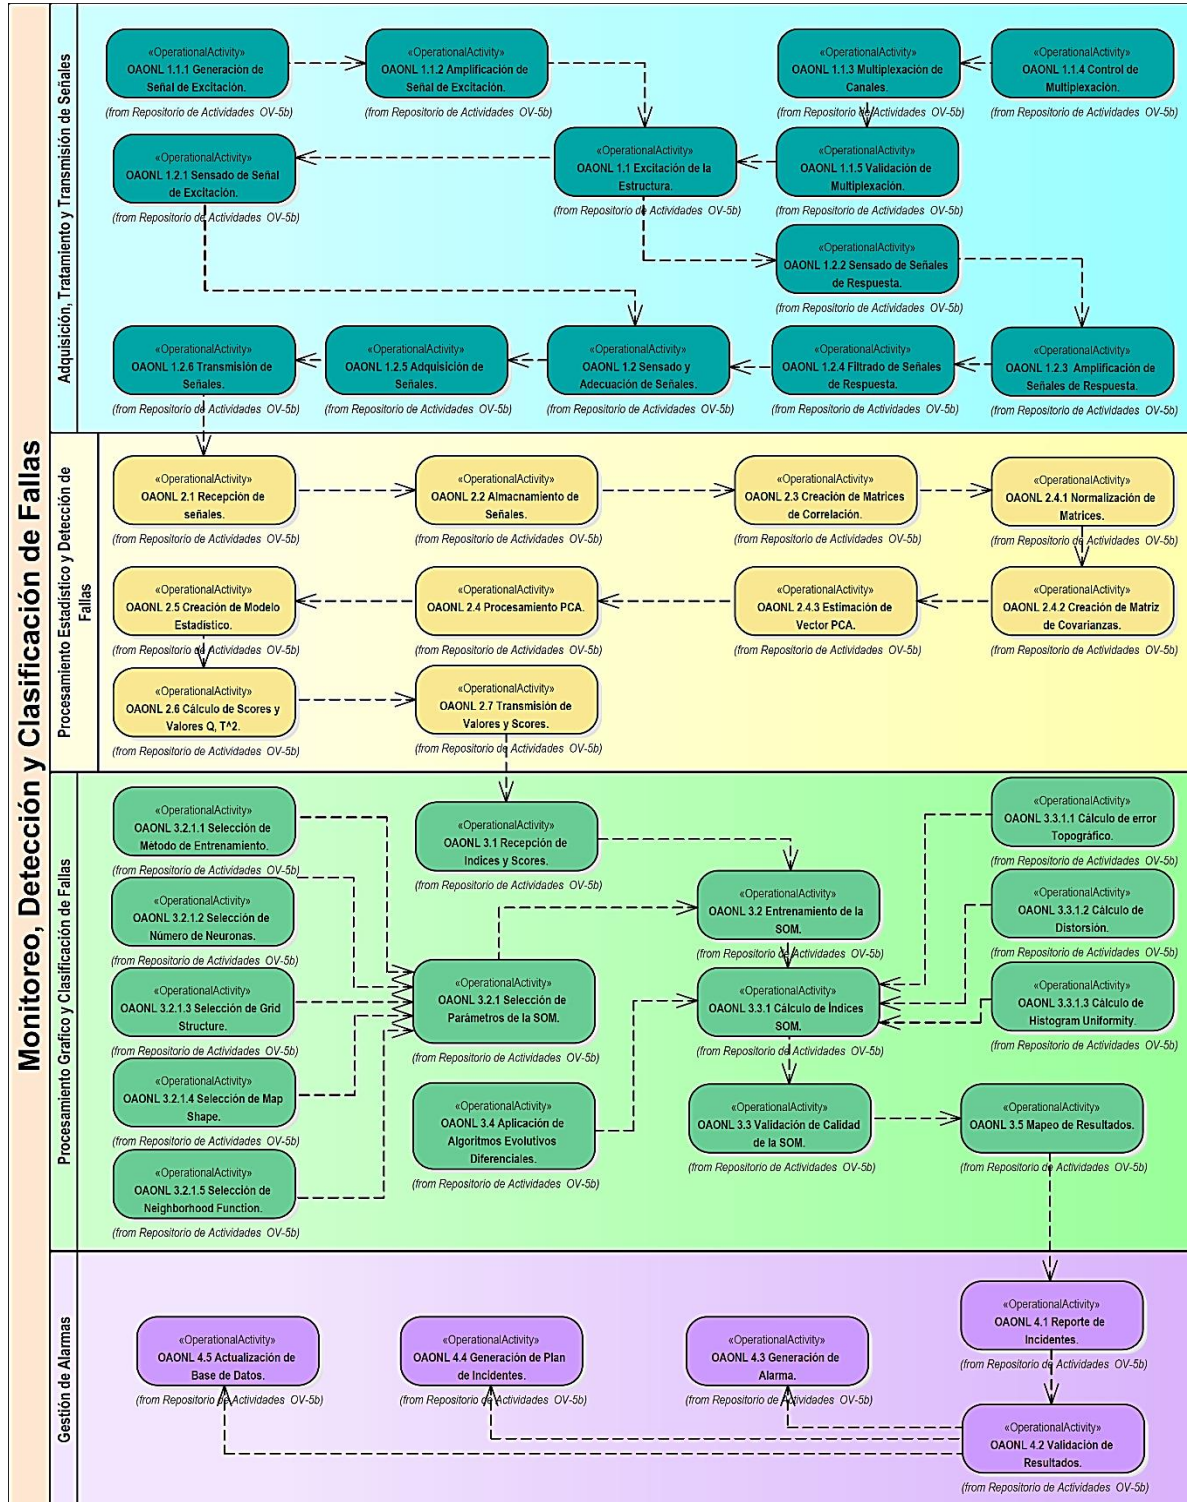 Monitoreo, Detección y Clasificación de Fallas
Adquisición, Tratamiento y Transmisión de Señales
«OperationalActivity»
OAONL 1.1.1 Generación de
Señal de Excitación.
(from Repositorio de Actividades OV-5b)
«OperationalActivity»
OAONL 1.1.2 Amplificación de
Señal de Excitación.
(from Repositorio de Actividades OV-5b)
«OperationalActivity»
OAONL 1.1.3 Multiplexación de
Canales.
(from Repositorio de Actividades OV-5b)
«OperationalActivity»
OAONL 1.1.4 Control de
Multiplexación.
(from Repositorio de Actividades OV-5b)
«OperationalActivity»
OAONL 1.2.1 Sensado de Señal
de Excitación.
(from Repositorio de Actividades OV-5b)
«OperationalActivity»
OAONL 1.1 Excitación de la
Estructura.
(from Repositorio de Actividades OV-5b)
«OperationalActivity»
OAONL 1.1.5 Validación de
Multiplexación.
(from Repositorio de Actividades OV-5b)
«OperationalActivity»
OAONL 1.2.2 Sensado de Señales
de Respuesta.
(from Repositorio de Actividades OV-5b)
«OperationalActivity»
OAONL 1.2.6 Transmisión de
Señales.
(from Repositorio de Actividades OV-5b)
«OperationalActivity»
OAONL 1.2.5 Adquisición de
Señales.
(from Repositorio de Actividades OV-5b)
«OperationalActivity»
OAONL 1.2 Sensado y
Adecuación de Señales.
(from Repositorio de Actividades OV-5b)
«OperationalActivity»
OAONL 1.2.4 Filtrado de Señales
de Respuesta.
(from Repositorio de Actividades OV-5b)
«OperationalActivity»
OAONL 1.2.3 Amplificación de
Señales de Respuesta.
(from Repositorio de Actividades OV-5b)
Procesamiento Estadístico y Detección de
Fallas
«OperationalActivity»
OAONL 2.1 Recepción de
señales.
(from Repositorio de Actividades OV-5b)
«OperationalActivity»
OAONL 2.2 Almacnamiento de
Señales.
(from Repositorio de Actividades OV-5b)
«OperationalActivity»
OAONL 2.3 Creación de Matrices
de Correlación.
(from Repositorio de Actividades OV-5b)
«OperationalActivity»
OAONL 2.4.1 Normalización de
Matrices.
(from Repositorio de Actividades OV-5b)
«OperationalActivity»
OAONL 2.5 Creación de Modelo
Estadístico.
(from Repositorio de Actividades OV-5b)
«OperationalActivity»
OAONL 2.4 Procesamiento PCA.
(from Repositorio de Actividades OV-5b)
«OperationalActivity»
OAONL 2.4.3 Estimación de
Vector PCA.
(from Repositorio de Actividades OV-5b)
«OperationalActivity»
OAONL 2.4.2 Creación de Matriz
de Covarianzas.
(from Repositorio de Actividades OV-5b)
«OperationalActivity»
OAONL 2.6 Cálculo de Scores y
Valores Q, T^2.
(from Repositorio de Actividades OV-5b)
«OperationalActivity»
OAONL 2.7 Transmisión de
Valores y Scores.
(from Repositorio de Actividades OV-5b)
Procesamiento Grafico y Clasificación de Fallas
«OperationalActivity»
OAONL 3.2.1.1 Selección de
Método de Entrenamiento.
(from Repositorio de Actividades OV-5b)
«OperationalActivity»
OAONL 3.1 Recepción de
Indices y Scores.
(from Repositorio de Actividades OV-5b)
«OperationalActivity»
OAONL 3.3.1.1 Cálculo de error
Topográfico.
(from Repositorio de Actividades OV-5b)
«OperationalActivity»
OAONL 3.2.1.2 Selección de
Número de Neuronas.
(from Repositorio de Actividades OV-5b)
«OperationalActivity»
OAONL 3.2 Entrenamiento de la
SOM.
(from Repositorio de Actividades OV-5b)
«OperationalActivity»
OAONL 3.3.1.2 Cálculo de
Distorsión.
(from Repositorio de Actividades OV-5b)
«OperationalActivity»
OAONL 3.2.1.3 Selección de Grid
Structure.
(from Repositorio de Actividades OV-5b)
«OperationalActivity»
OAONL 3.2.1 Selección de
Parámetros de la SOM.
(from Repositorio de Actividades OV-5b)
«OperationalActivity»
OAONL 3.3.1 Cálculo de Índices
SOM.
(from Repositorio de Actividades OV-5b)
«OperationalActivity»
OAONL 3.3.1.3 Cálculo de
Histogram Uniformity.
(from Repositorio de Actividades OV-5b)
«OperationalActivity»
OAONL 3.2.1.4 Selección de Map
Shape.
(from Repositorio de Actividades OV-5b)
«OperationalActivity»
OAONL 3.4 Aplicación de
Algoritmos Evolutivos
Diferenciales.
(from Repositorio de Actividades OV-5b)
«OperationalActivity»
OAONL 3.3 Validación de Calidad
de la SOM.
(from Repositorio de Actividades OV-5b)
«OperationalActivity»
OAONL 3.5 Mapeo de Resultados.
(from Repositorio de Actividades OV-5b)
«OperationalActivity»
OAONL 3.2.1.5 Selección de
Neighborhood Function.
(from Repositorio de Actividades OV-5b)
Gestión de Alarmas
«OperationalActivity»
OAONL 4.1 Reporte de
Incidentes.
(from Repositorio de Actividades OV-5b)
«OperationalActivity»
OAONL 4.5 Actualización de
Base de Datos.
(from Repositorio de Actividades OV-5b)
«OperationalActivity»
OAONL 4.4 Generación de Plan
de Incidentes.
(from Repositorio de Actividades OV-5b)
«OperationalActivity»
OAONL 4.3 Generación de
Alarma.
(from Repositorio de Actividades OV-5b)
«OperationalActivity»
OAONL 4.2 Validación de
Resultados.
(from Repositorio de Actividades OV-5b)